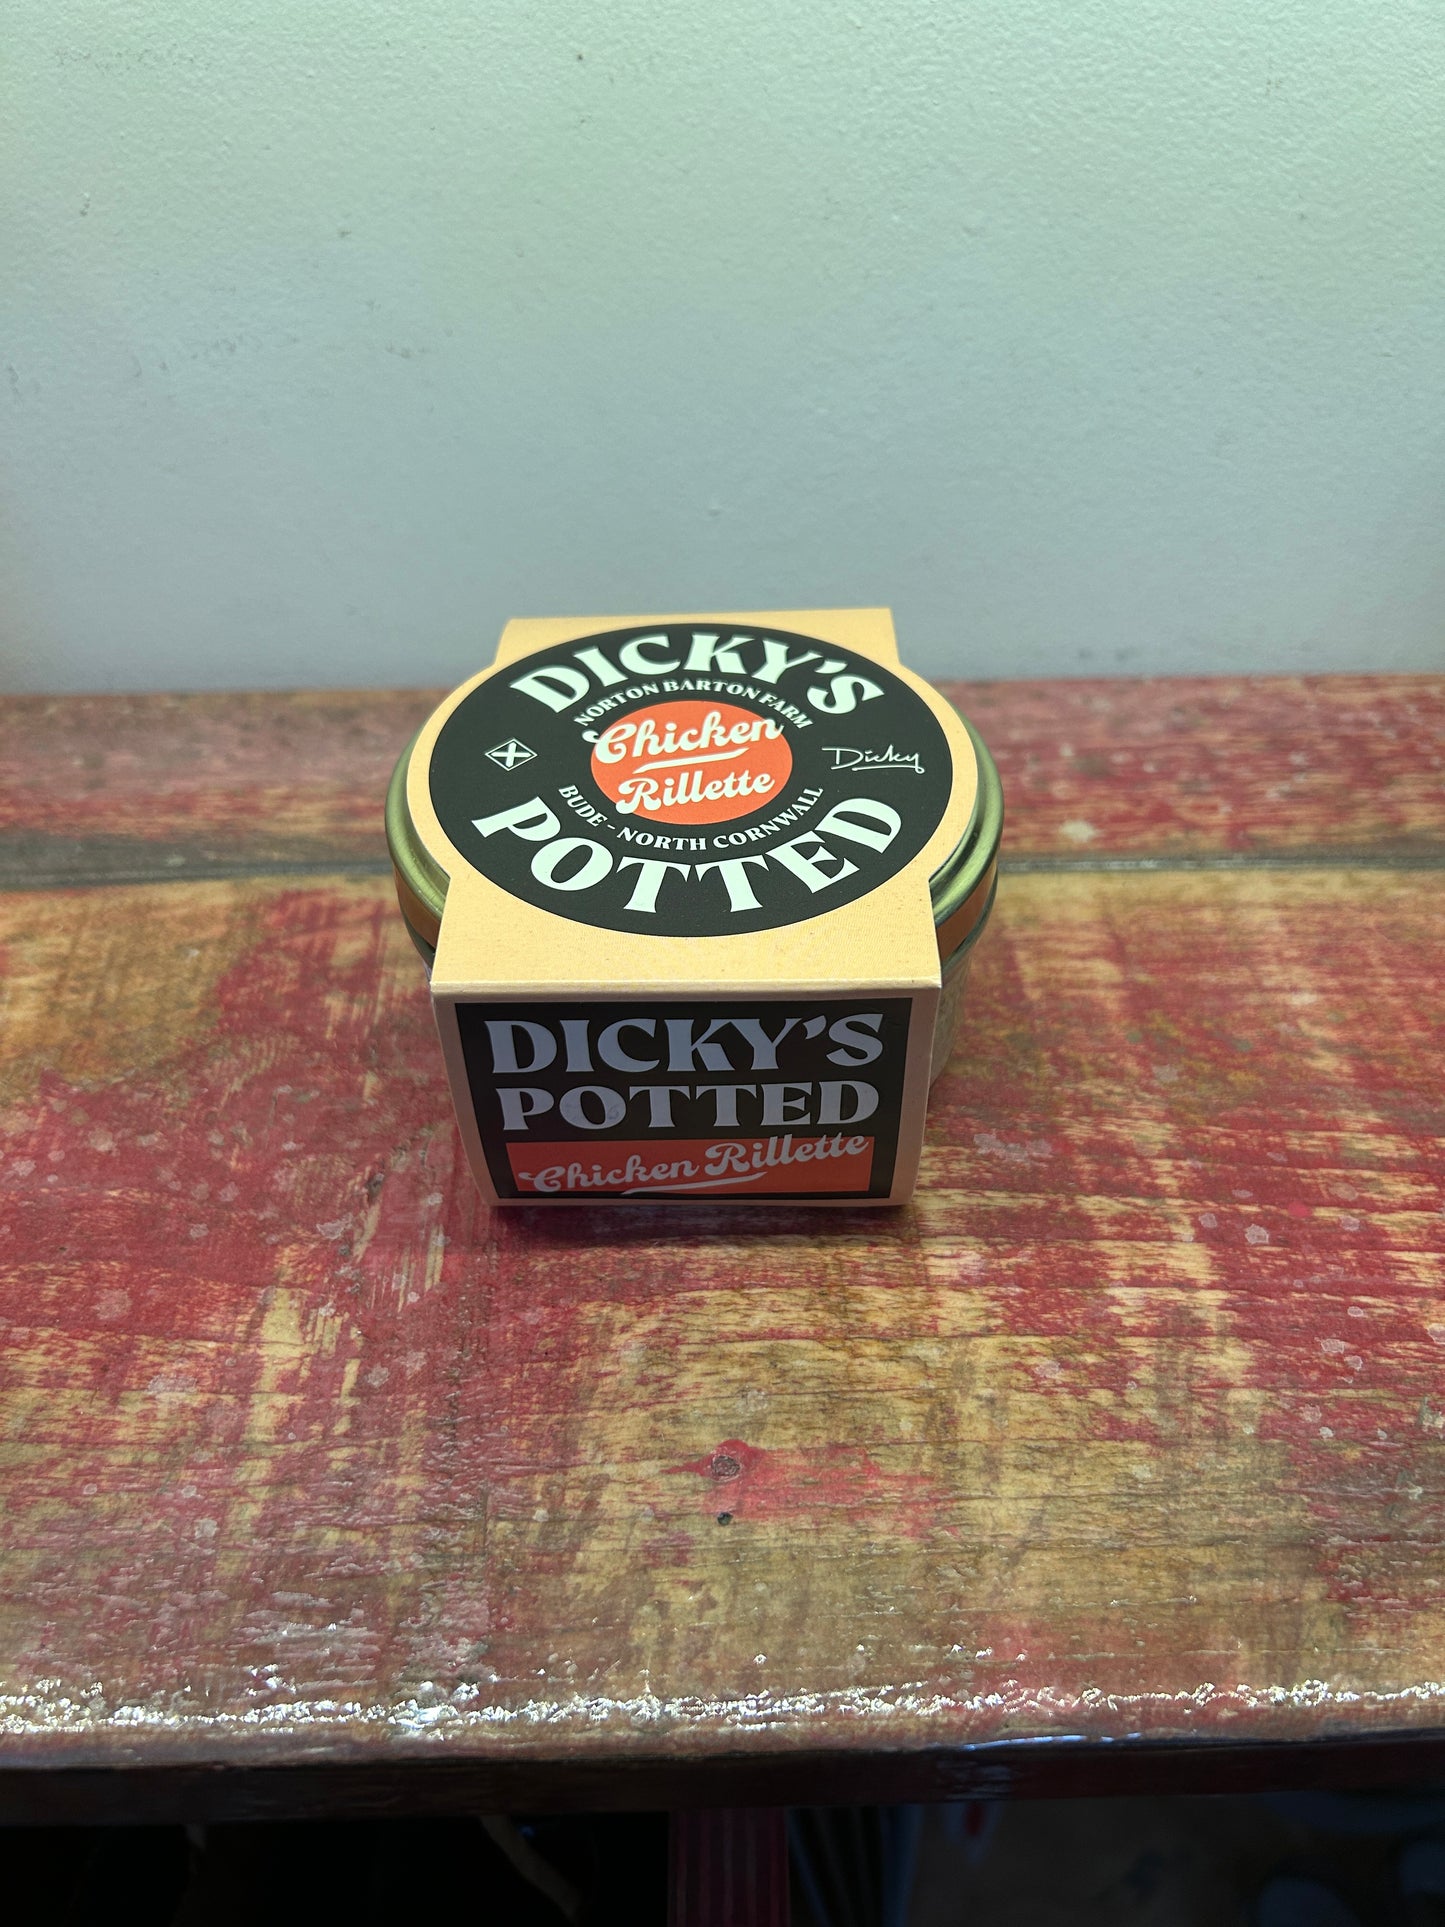 DICKY'S
NORTON BARTON FARM
Chicken
Rillette
Dicky
BUDE - NORTH CORNWALL
POTTED
DICKY'S
POTTED
Chicken Rillette